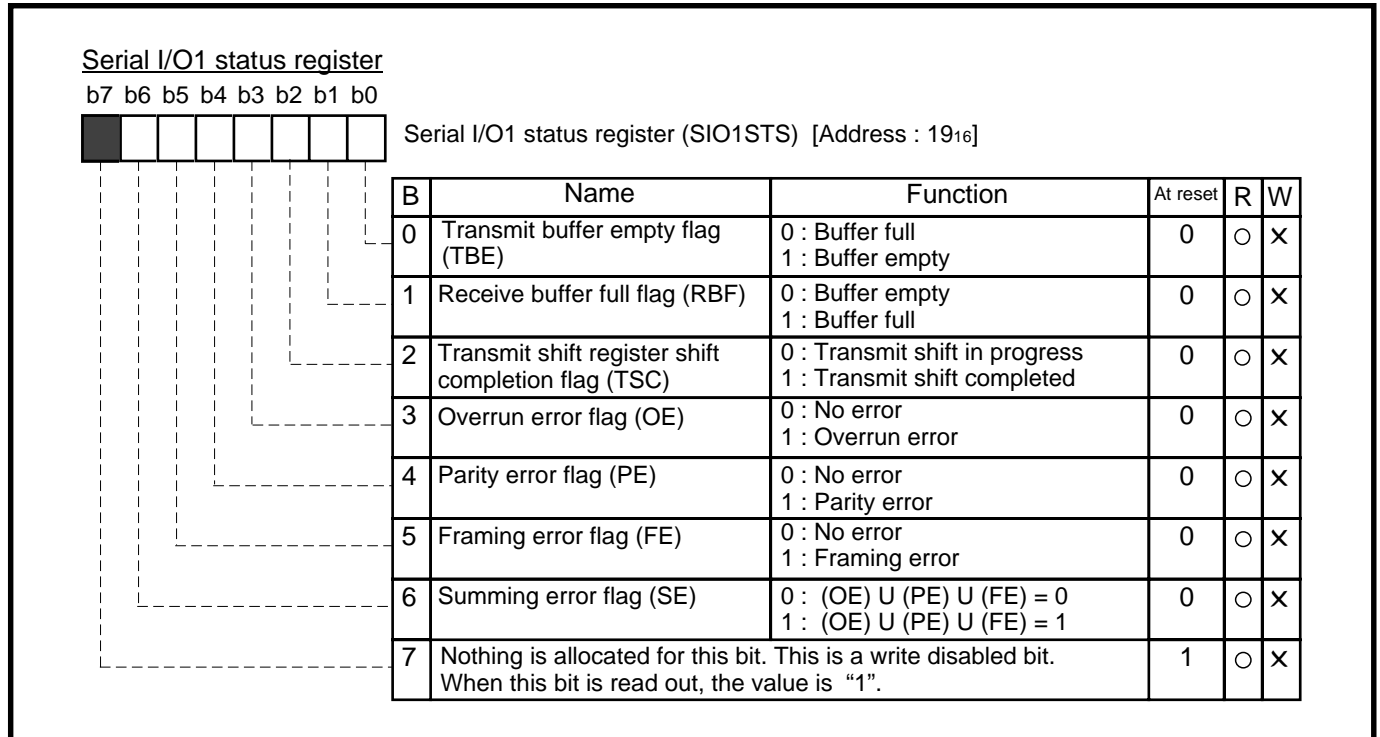 Serial I/O1 status register
b7 b6 b5 b4 b3 b2 b1 b0
Serial I/O1 status register (SIO1STS) [Address : 1916]
B Name Function At reset R W
0 Transmit buffer empty flag (TBE) 0 : Buffer full 0 ○ ×
1 : Buffer empty
1 Receive buffer full flag (RBF) 0 : Buffer empty 0 ○ ×
1 : Buffer full
2 Transmit shift register shift completion flag (TSC) 0 : Transmit shift in progress 0 ○ ×
1 : Transmit shift completed
3 Overrun error flag (OE) 0 : No error 0 ○ ×
1 : Overrun error
4 Parity error flag (PE) 0 : No error 0 ○ ×
1 : Parity error
5 Framing error flag (FE) 0 : No error 0 ○ ×
1 : Framing error
6 Summing error flag (SE) 0 : (OE) U (PE) U (FE) = 0 0 ○ ×
1 : (OE) U (PE) U (FE) = 1
7 Nothing is allocated for this bit. This is a write disabled bit. 1 ○ ×
When this bit is read out, the value is “1”.